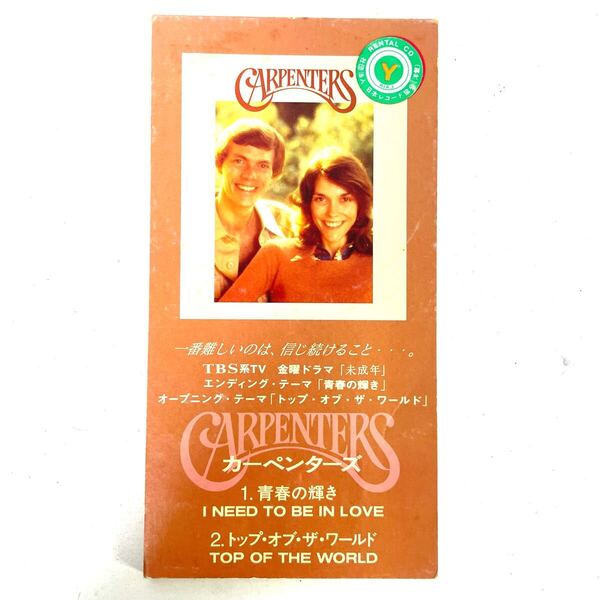 CARPENTERS
RENTAL CD
Y
一番難しいのは、信じ続けること・・・。
TBS系TV 金曜ドラマ「未成年」
エンディング・テーマ「青春の輝き」
オープニング・テーマ「トップ・オブ・ザ・ワールド」
CARPENTERS
カーペンターズ
1.青春の輝き
I NEED TO BE IN LOVE
2.トップ・オブ・ザ・ワールド
TOP OF THE WORLD